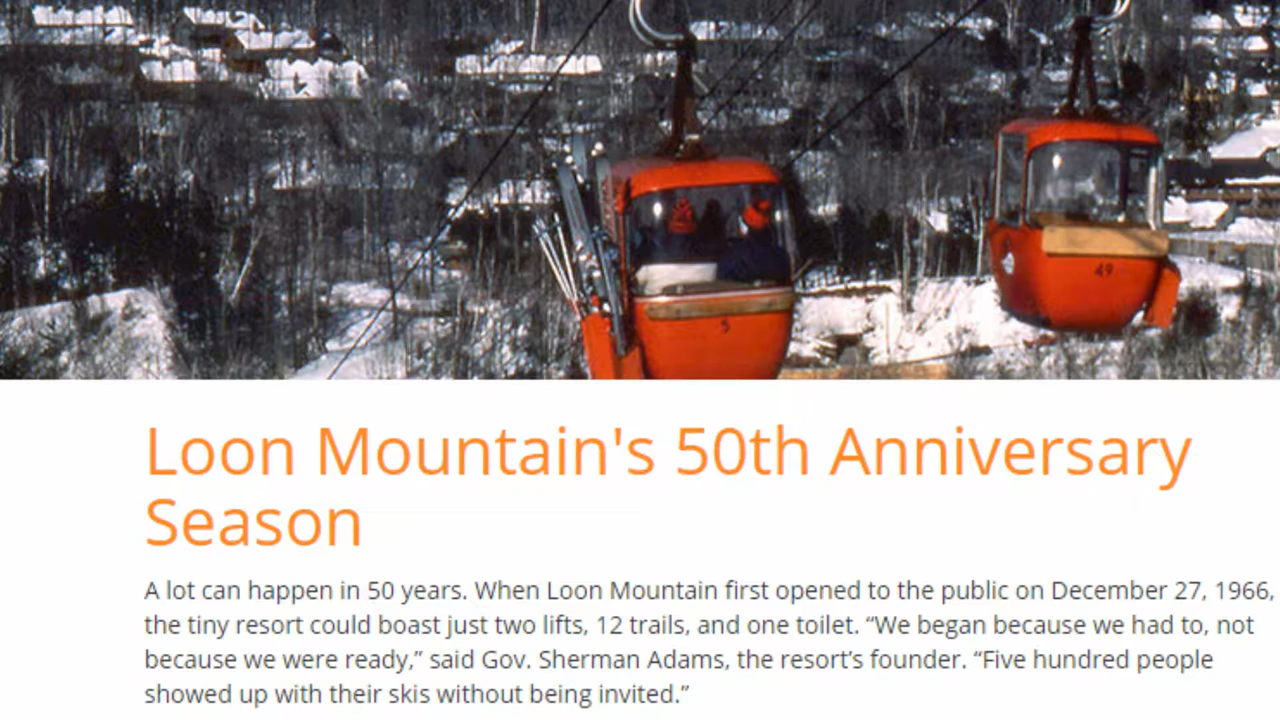 5
49
Loon Mountain's 50th Anniversary
Season
A lot can happen in 50 years. When Loon Mountain first opened to the public on December 27, 1966,
the tiny resort could boast just two lifts, 12 trails, and one toilet. “We began because we had to, not
because we were ready,” said Gov. Sherman Adams, the resort’s founder. “Five hundred people
showed up with their skis without being invited.”